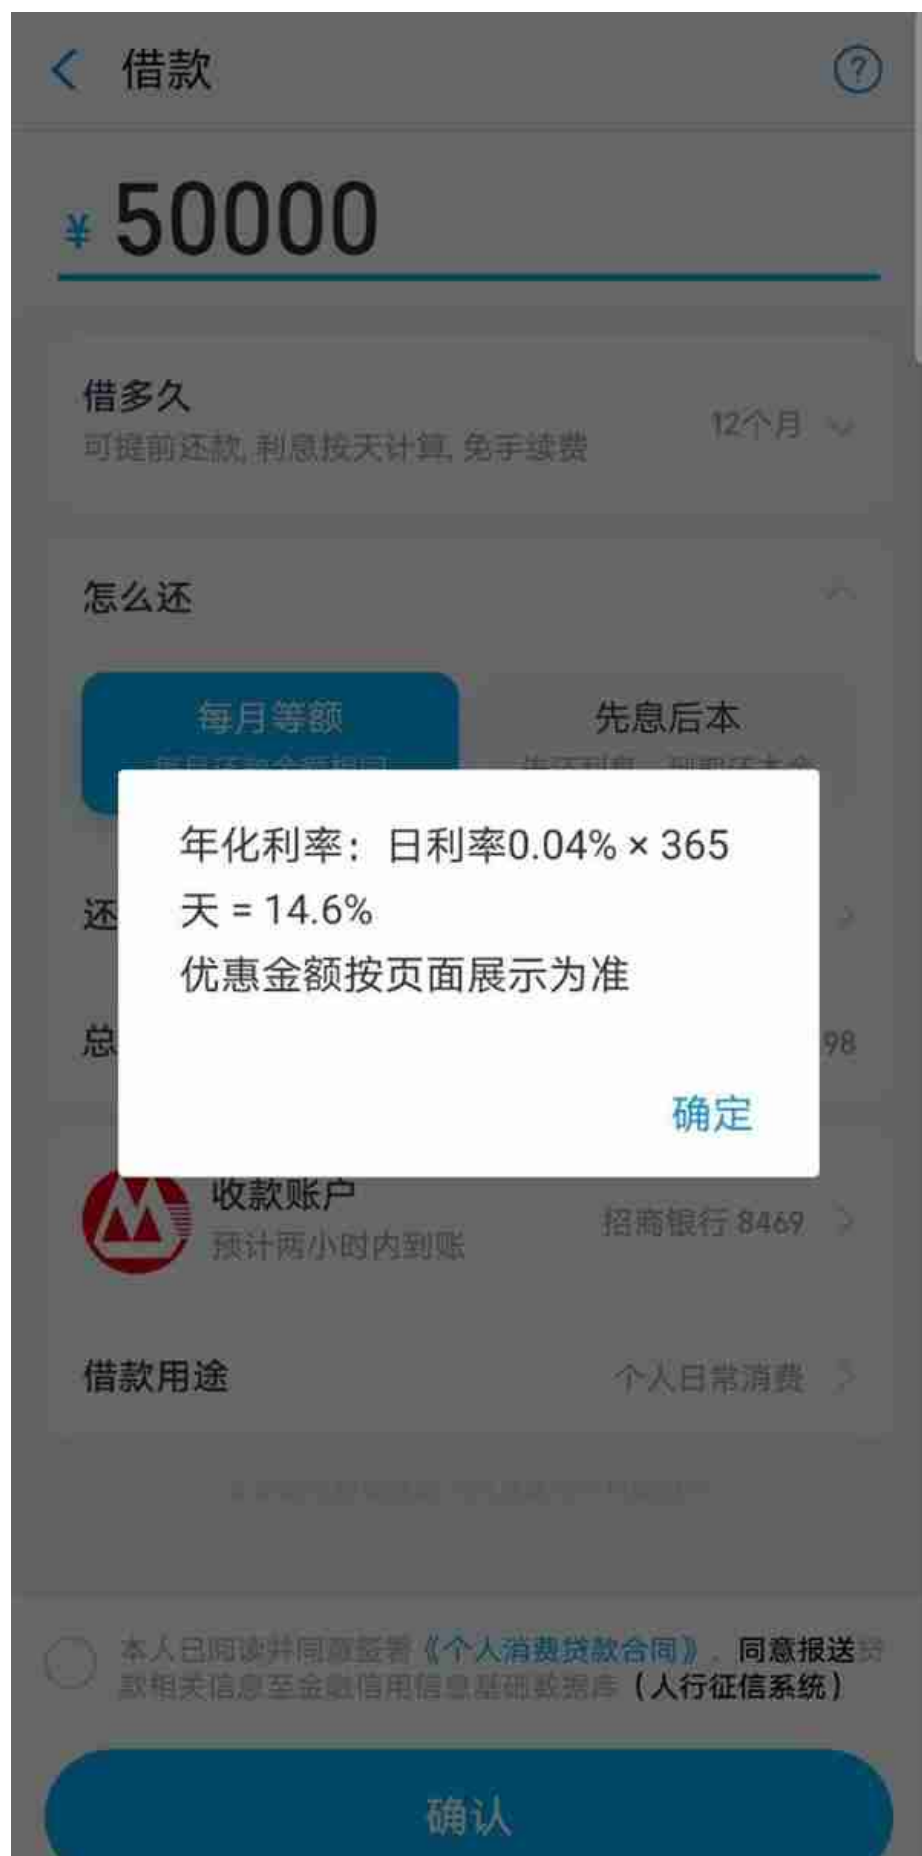 借款
?
¥ 50000
借多久
可提前还款, 利息按天计算, 免手续费
12个月
怎么还
每月等额
先息后本
年化利率：日利率0.04% × 365
天 = 14.6%
优惠金额按页面展示为准
还
总
98
确定
收款账户
预计两小时内到账
招商银行 8469
借款用途
个人日常消费
本人已阅读并同意签署《个人消费贷款合同》，同意报送贷
款相关信息至金融信用信息基础数据库（人行征信系统）
确认